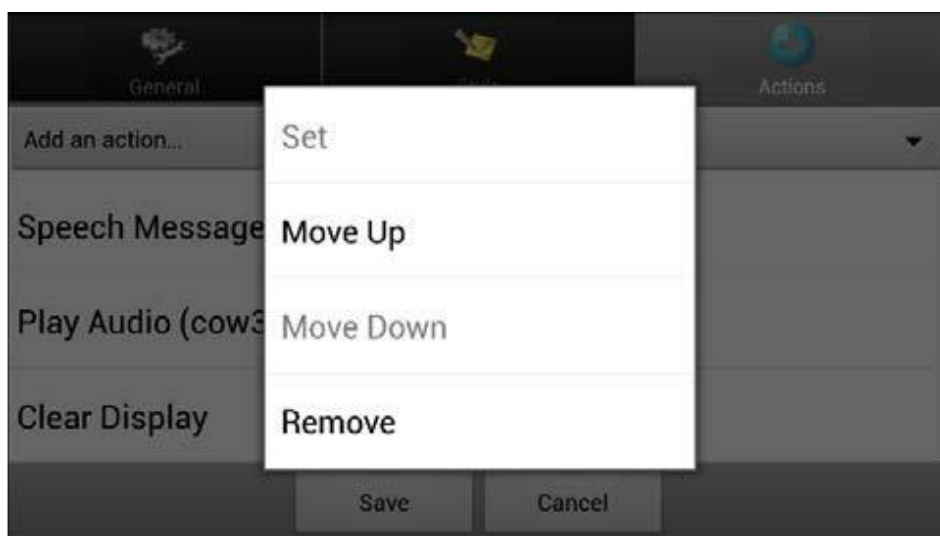 General
Style
Actions
Add an action...
Set
Speech Message
Move Up
Play Audio (cow3
Move Down
Clear Display
Remove
Save
Cancel